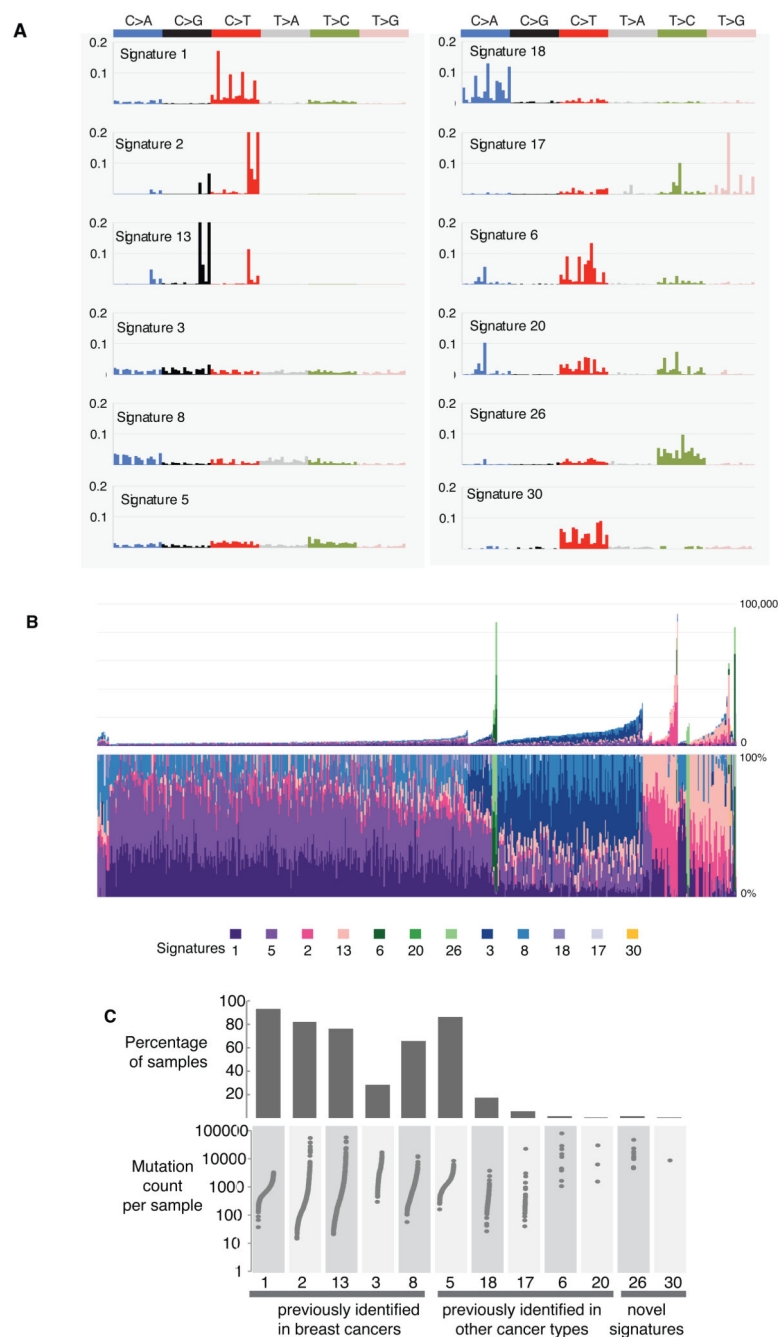 A
C>A C>G C>T T>A T>C T>G
0.2
Signature 1
0.1
0.2
Signature 2
0.1
0.2
Signature 13
0.1
0.2
Signature 3
0.1
0.2
Signature 8
0.1
0.2
Signature 5
0.1
C>A C>G C>T T>A T>C T>G
0.2
Signature 18
0.1
0.2
Signature 17
0.1
0.2
Signature 6
0.1
0.2
Signature 20
0.1
0.2
Signature 26
0.1
0.2
Signature 30
0.1
B
100,000
0
100%
0%
Signatures
1 5 2 13 6 20 26 3 8 18 17 30
C
Percentage
of samples
100
80
60
40
20
Mutation
count
per sample
100000
10000
1000
100
10
1
1 2 13 3 8 5 18 17 6 20 26 30
previously identified
in breast cancers
previously identified in
other cancer types
novel
signatures